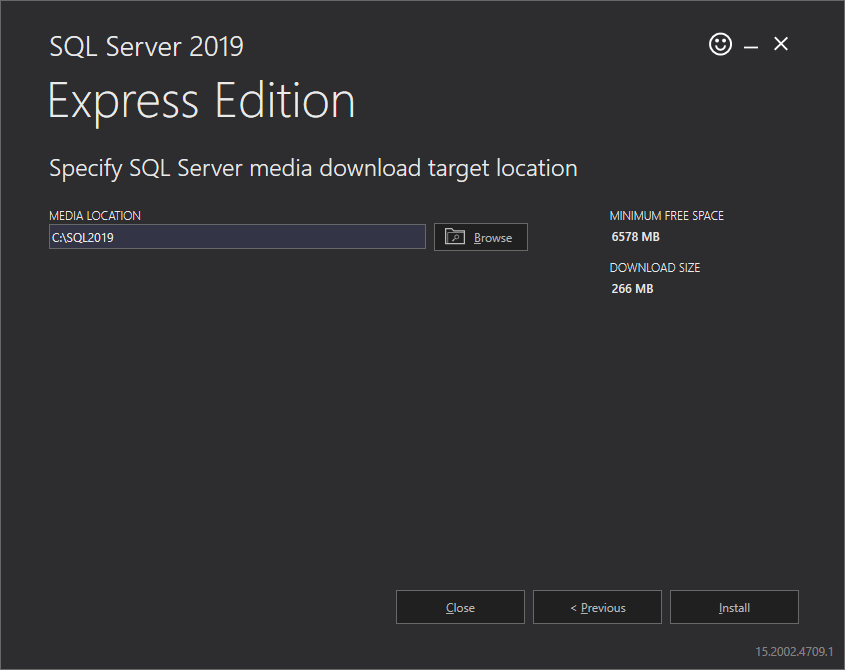 SQL Server 2019
Express Edition
Specify SQL Server media download target location
MEDIA LOCATION
C:\SQL2019
Browse
MINIMUM FREE SPACE
6578 MB
DOWNLOAD SIZE
266 MB
Close
< Previous
Install
15.2002.4709.1